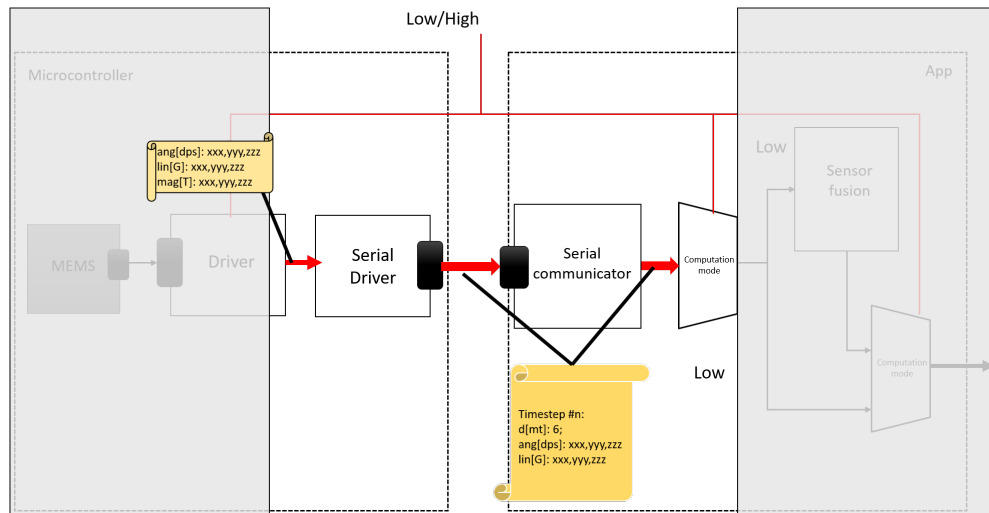 Low/High
Microcontroller
App
ang[dps]: xxx,yyy,zzz
lin[G]: xxx,yyy,zzz
mag[T]: xxx,yyy,zzz
MEMS
Driver
Serial
Driver
Serial
communicator
Computation
mode
Low
Sensor
fusion
Computation
mode
Low
Timestep #n:
d[mt]: 6;
ang[dps]: xxx,yyy,zzz
lin[G]: xxx,yyy,zzz